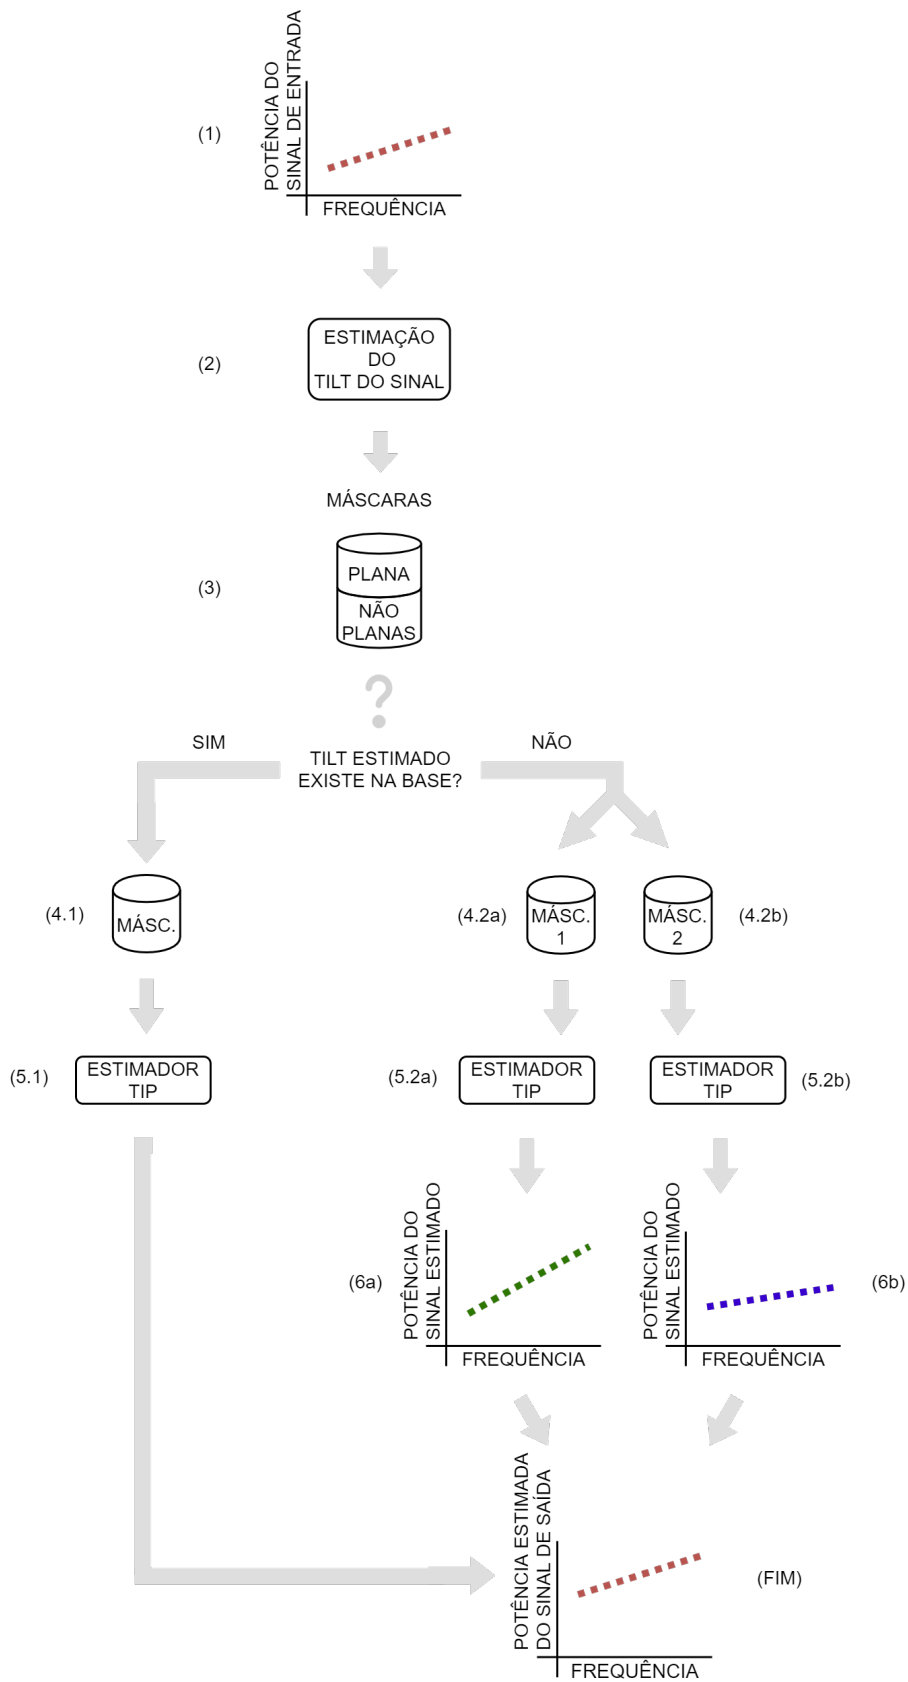 (1)
POTÊNCIA DO
SINAL DE ENTRADA
FREQUÊNCIA
(2)
ESTIMAÇÃO
DO
TILT DO SINAL
MÁSCARAS
(3)
PLANA
NÃO
PLANAS
?
SIM
TILT ESTIMADO
EXISTE NA BASE?
NÃO
(4.1)
MÁSC.
(4.2a)
MÁSC.
1
MÁSC.
2
(4.2b)
(5.1)
ESTIMADOR
TIP
(5.2a)
ESTIMADOR
TIP
ESTIMADOR
TIP
(5.2b)
(6a)
POTÊNCIA DO
SINAL ESTIMADO
FREQUÊNCIA
POTÊNCIA DO
SINAL ESTIMADO
FREQUÊNCIA
(6b)
POTÊNCIA ESTIMADA
DO SINAL DE SAÍDA
FREQUÊNCIA
(FIM)